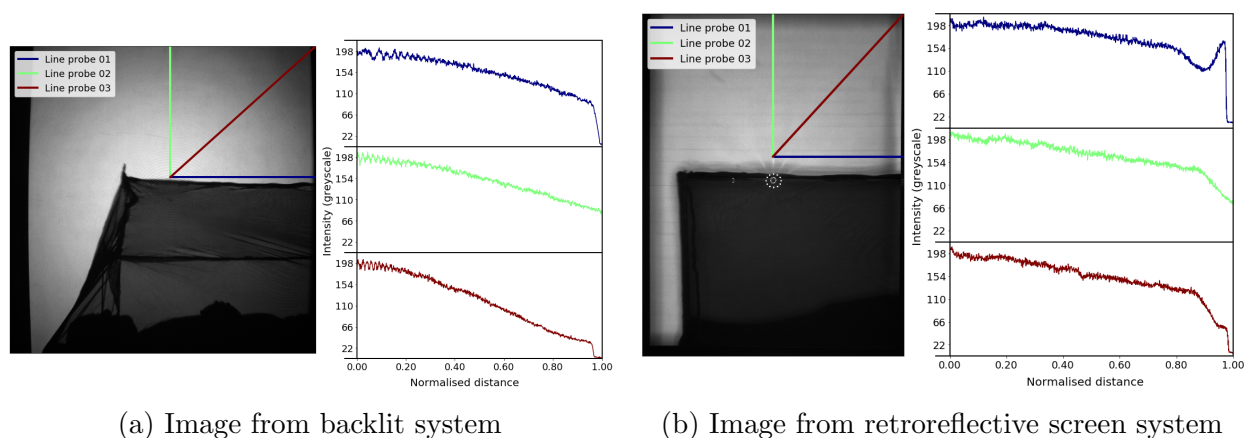 Line probe 01
Line probe 02
Line probe 03
Intensity (greyscale)
198
154
110
66
22
198
154
110
66
22
198
154
110
66
22
0.00 0.20 0.40 0.60 0.80 1.00
Normalised distance
(a) Image from backlit system
Line probe 01
Line probe 02
Line probe 03
Intensity (greyscale)
198
154
110
22
198
154
110
66
22
198
154
110
66
22
0.00 0.20 0.40 0.60 0.80 1.00
Normalised distance
(b) Image from retroreflective screen system